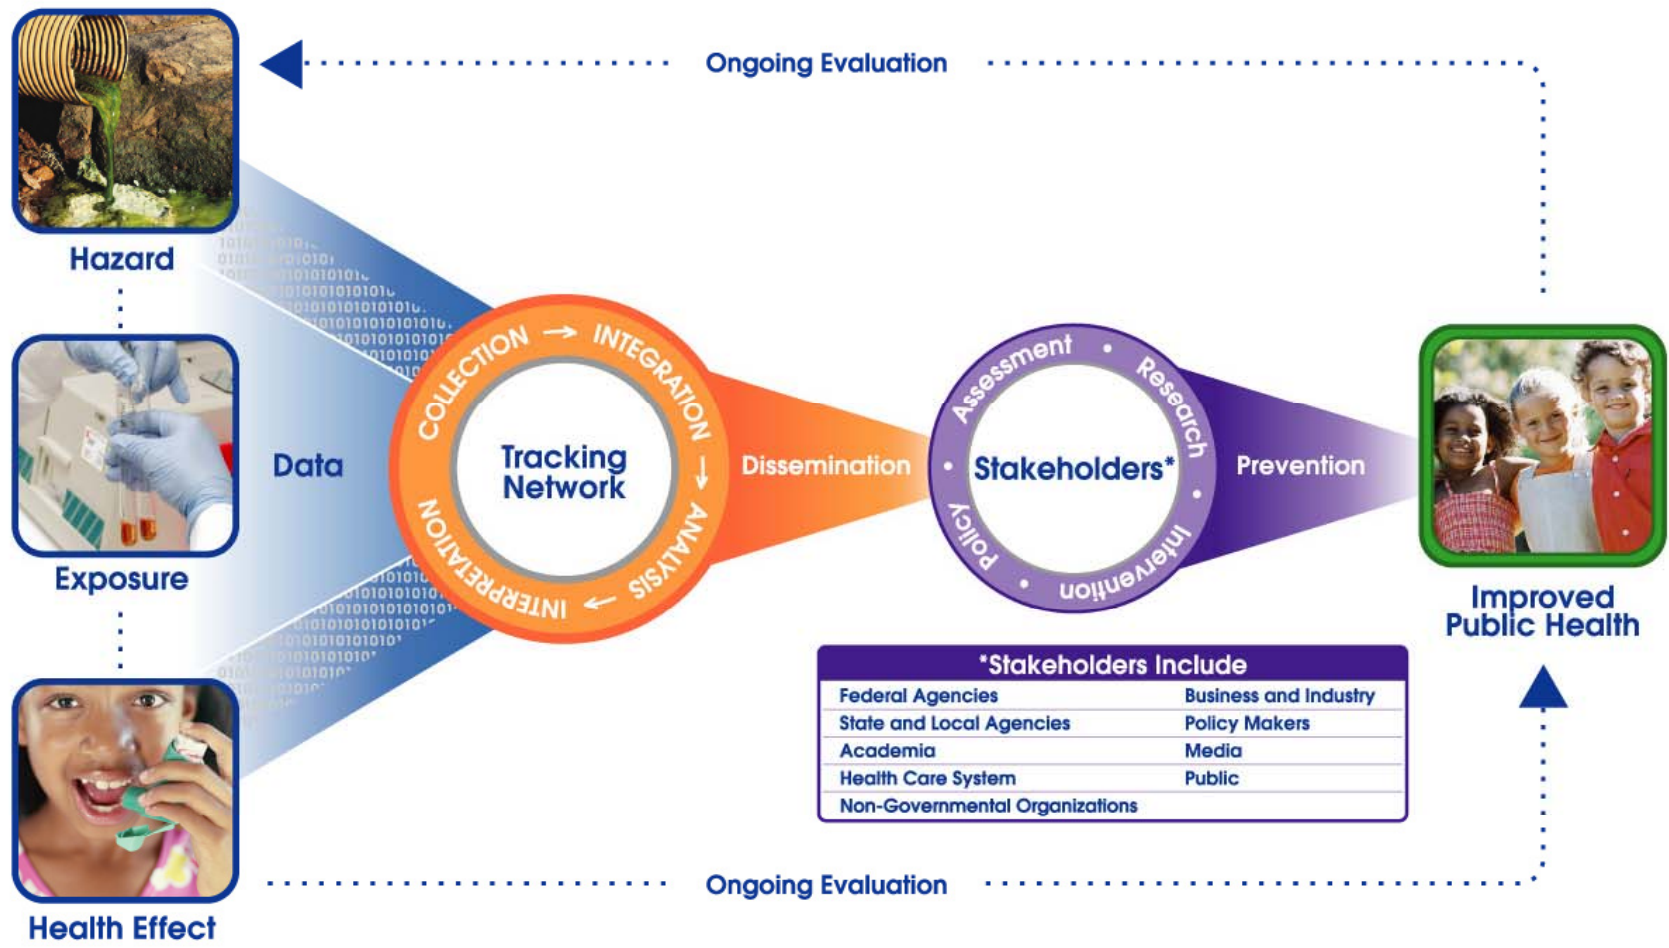 Ongoing Evaluation
Hazard
Exposure
Health Effect
Data
COLLECTION → INTEGRATION → ANALYSIS → INTERPRETATION
Tracking
Network
Dissemination
Assessment • Research • Intervention • Policy •
Stakeholders*
Prevention
Improved
Public Health
*Stakeholders Include
Federal Agencies
Business and Industry
State and Local Agencies
Policy Makers
Academia
Media
Health Care System
Public
Non-Governmental Organizations
Ongoing Evaluation